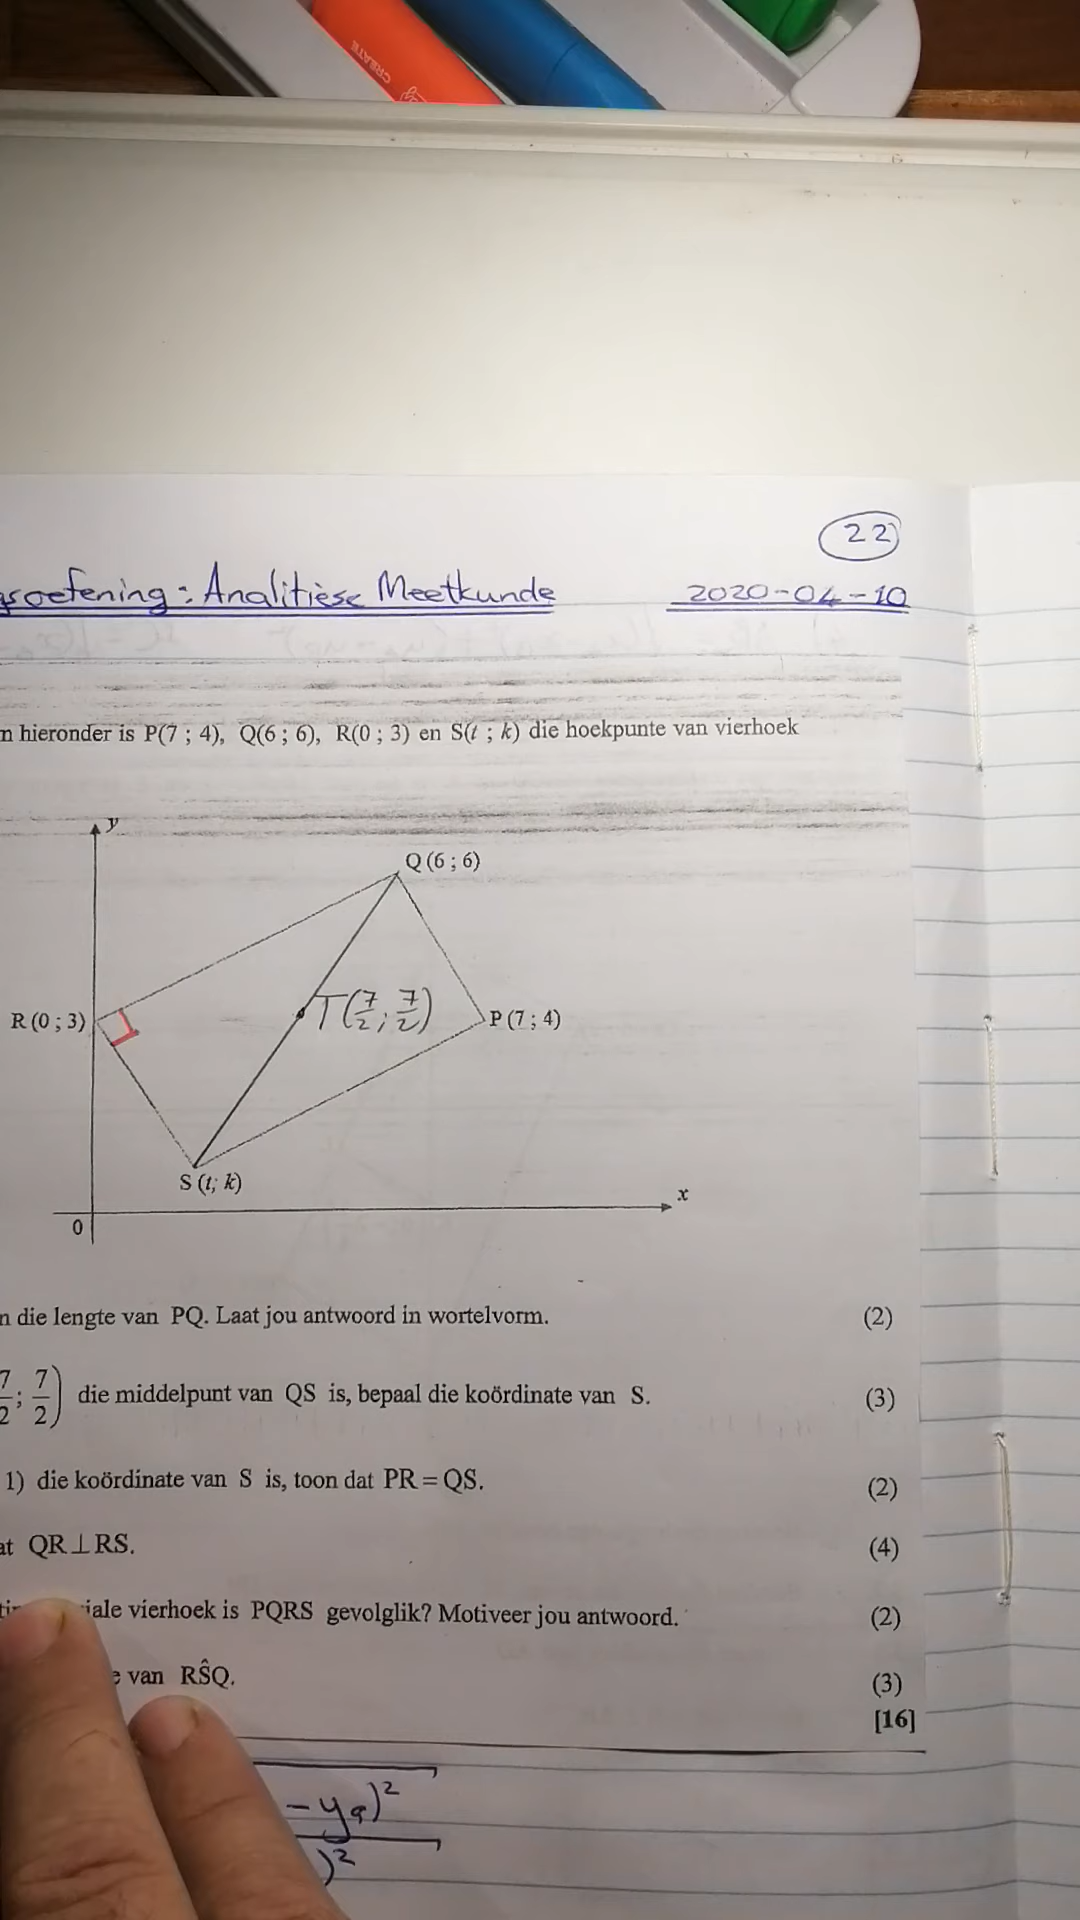 CREATE
22
gsoefening: Analitièse Meetkunde 2020-04-10
n hieronder is P(7 ; 4), Q(6 ; 6), R(0 ; 3) en S(t ; k) die hoekpunte van vierhoek
y
Q (6 ; 6)
R (0 ; 3)
T(7/2 ; 7/2)
P (7 ; 4)
S (t; k)
x
0
n die lengte van PQ. Laat jou antwoord in wortelvorm. (2)
7/2 ; 7/2) die middelpunt van QS is, bepaal die koördinate van S. (3)
1) die koördinate van S is, toon dat PR = QS. (2)
at QR ⊥ RS. (4)
iale vierhoek is PQRS gevolglik? Motiveer jou antwoord. (2)
e van RŜQ. (3)
[16]
- yq)²
)²